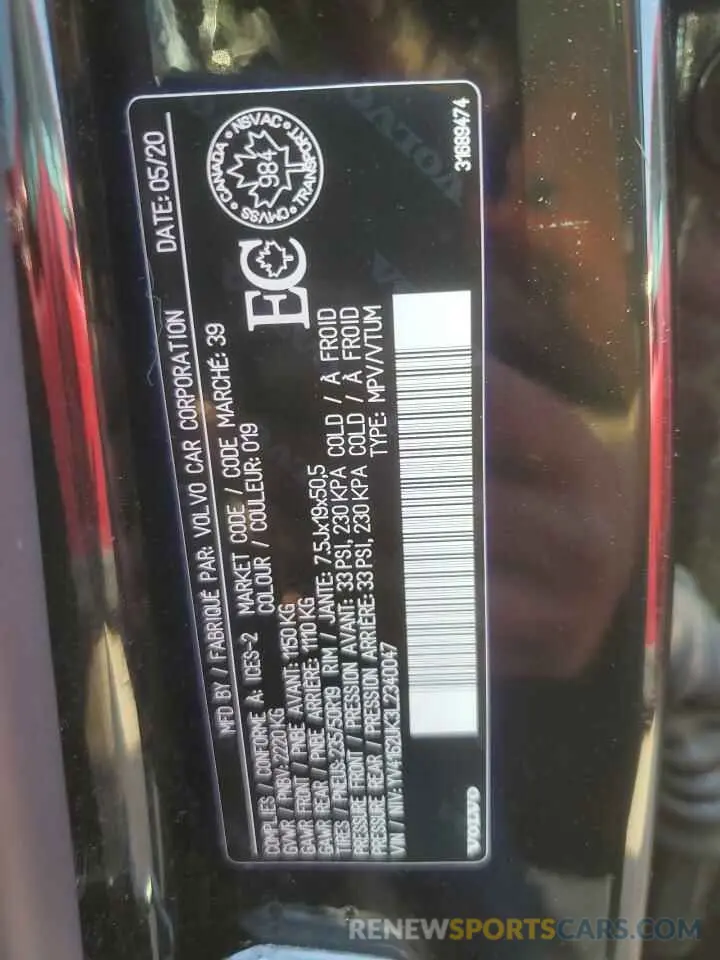 MFD BY / FABRIQUÉ PAR: VOLVO CAR CORPORATION DATE: 05/20
COMPLIES / CONFORME A: ICES-2 MARKET CODE / CODE MARCHÉ: 39
COLOUR / COULEUR: 019
GVWR / PNBV: 2220 KG
GAWR FRONT / PNBE AVANT: 1150 KG
GAWR REAR / PNBE ARRIÈRE: 1110 KG
TIRES / PNEUS: 235/50R19 RIM / JANTE: 7.5Jx19x50,5
PRESSURE FRONT / PRESSION AVANT: 33 PSI, 230 KPA COLD / À FROID
PRESSURE REAR / PRESSION ARRIÈRE: 33 PSI, 230 KPA COLD / À FROID
VIN / NIV: YV4162UK3L2340047 TYPE: MPV/VTUM
EC
CANADA • NSVAC • TRANSPORT • CMVSS •
984
31689474
VOLVO
VOLVO
RENEWSPORTSCARS.COM